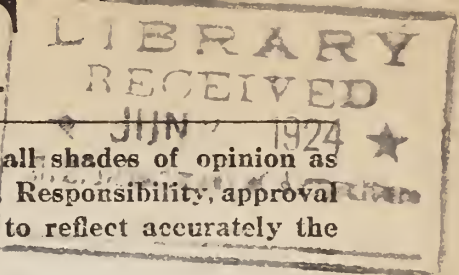 LIBRARY
RECEIVED
JUN 1924 ★
all shades of opinion as
Responsibility, approval
to reflect accurately the